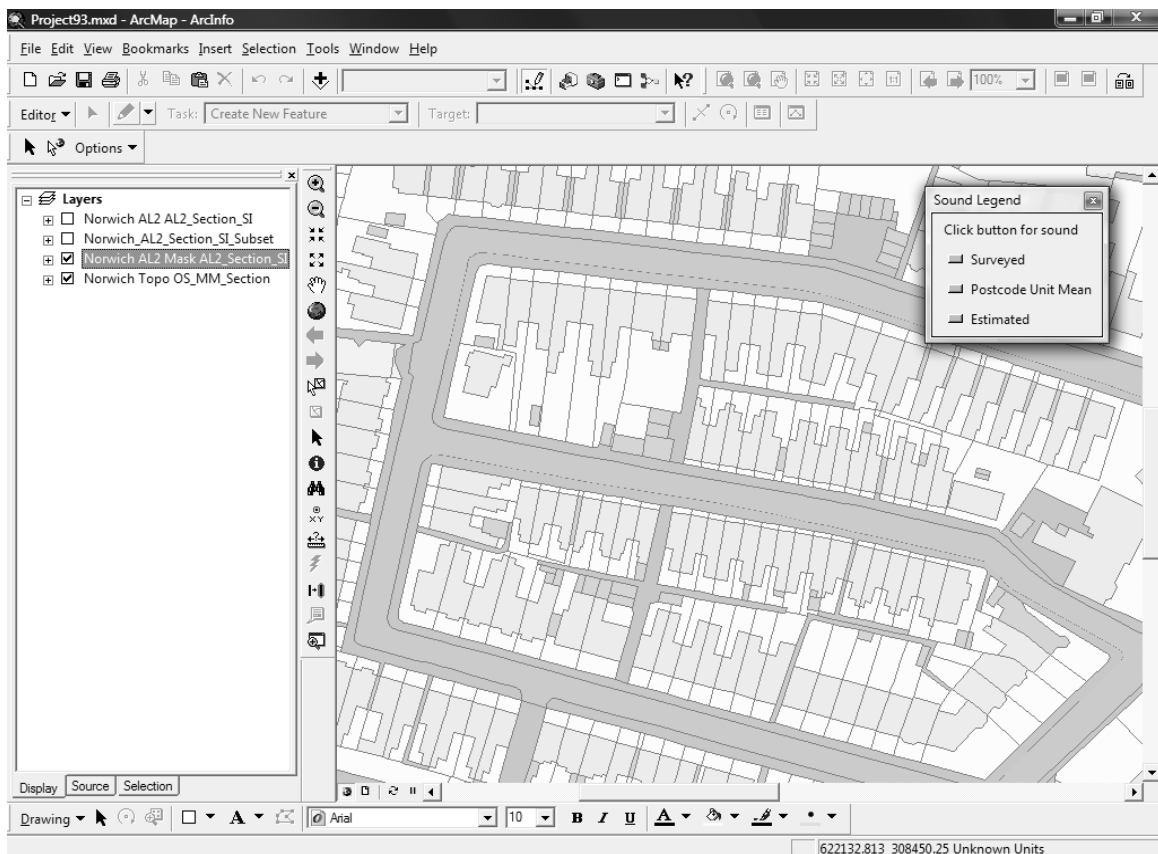 Project93.mxd - ArcMap - ArcInfo
File Edit View Bookmarks Insert Selection Tools Window Help
100%
Editor Task: Create New Feature Target:
Options
Layers
Norwich AL2 AL2_Section_SI
Norwich_AL2_Section_SI_Subset
Norwich AL2 Mask AL2_Section_SI
Norwich Topo OS_MM_Section
Sound Legend
Click button for sound
Surveyed
Postcode Unit Mean
Estimated
XY
Display Source Selection
Drawing A Arial 10 B I U A
622132.813 308450.25 Unknown Units